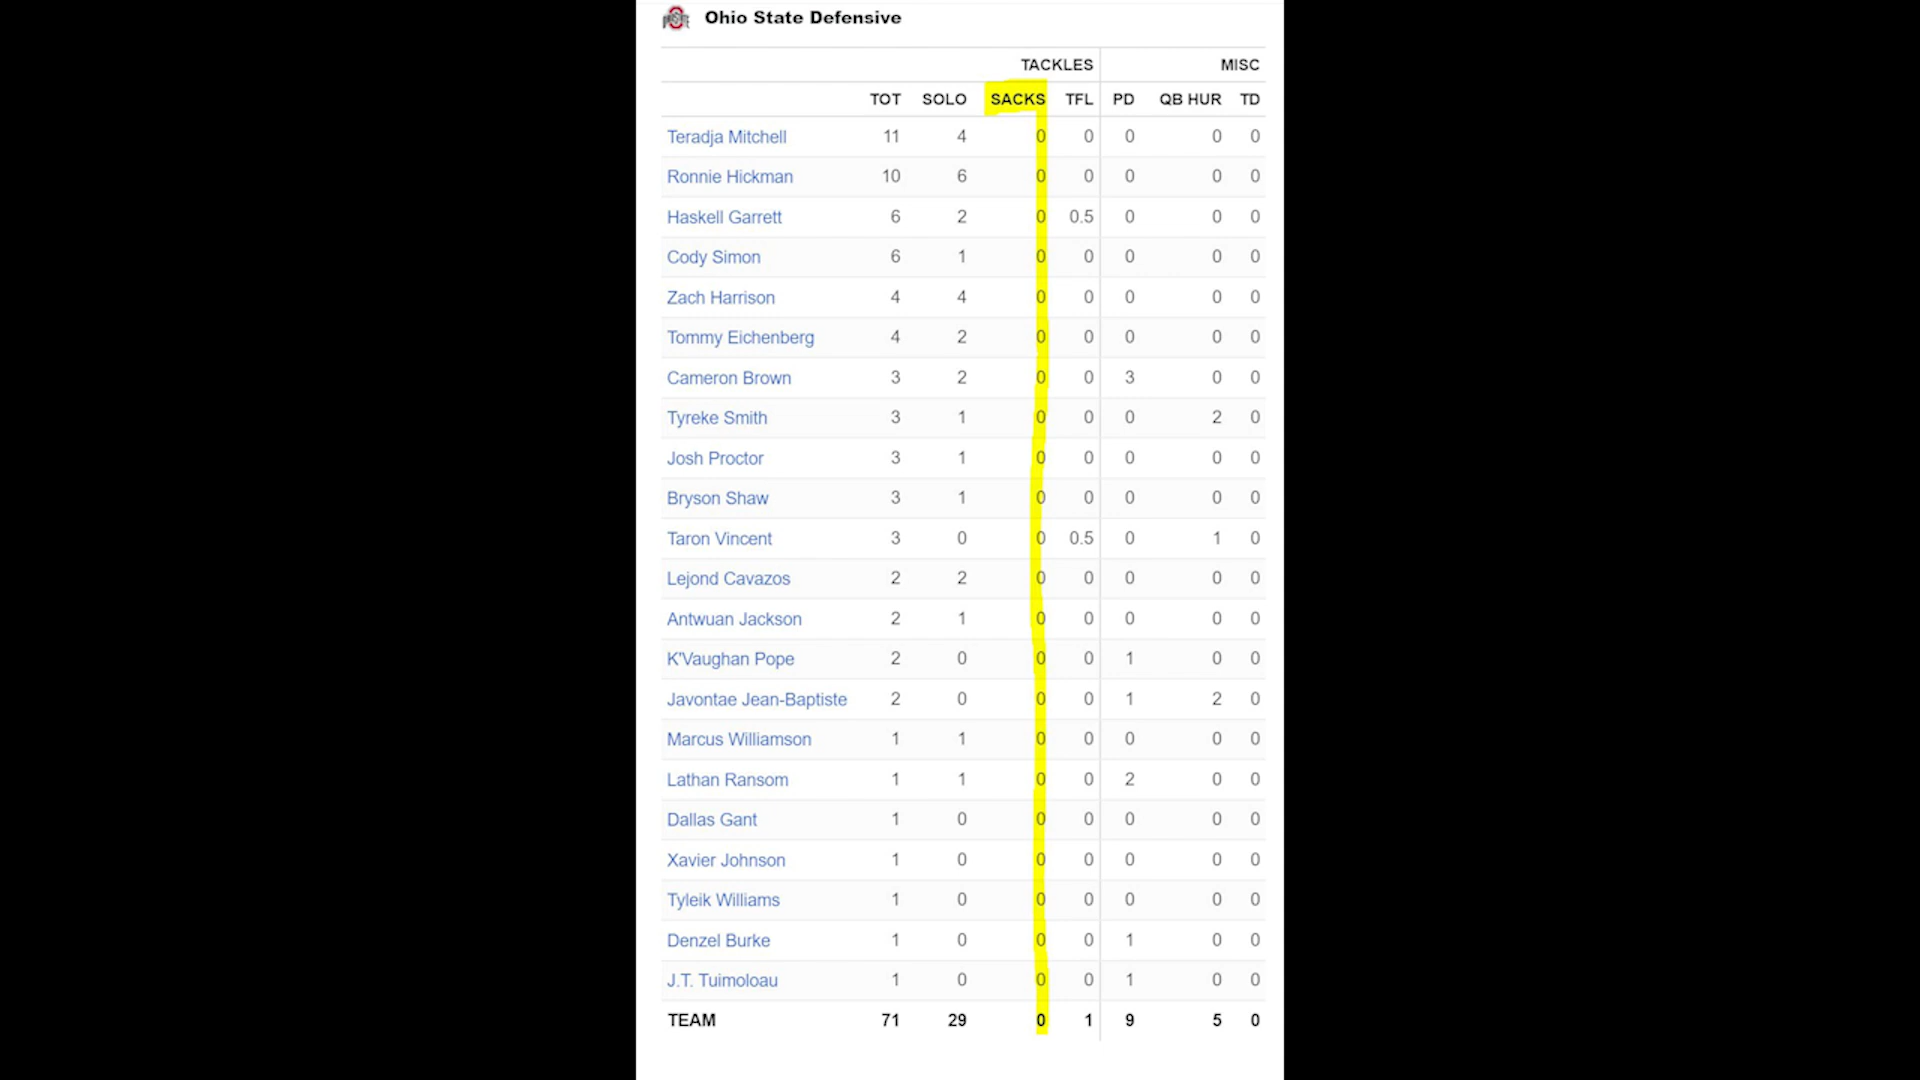 Ohio State Defensive
TACKLES MISC
TOT SOLO SACKS TFL PD QB HUR TD
Teradja Mitchell 11 4 0 0 0 0 0
Ronnie Hickman 10 6 0 0 0 0 0
Haskell Garrett 6 2 0 0.5 0 0 0
Cody Simon 6 1 0 0 0 0 0
Zach Harrison 4 4 0 0 0 0 0
Tommy Eichenberg 4 2 0 0 0 0 0
Cameron Brown 3 2 0 0 3 0 0
Tyreke Smith 3 1 0 0 0 2 0
Josh Proctor 3 1 0 0 0 0 0
Bryson Shaw 3 1 0 0 0 0 0
Taron Vincent 3 0 0 0.5 0 1 0
Lejond Cavazos 2 2 0 0 0 0 0
Antwuan Jackson 2 1 0 0 0 0 0
K'Vaughan Pope 2 0 0 0 1 0 0
Javontae Jean-Baptiste 2 0 0 0 1 2 0
Marcus Williamson 1 1 0 0 0 0 0
Lathan Ransom 1 1 0 0 2 0 0
Dallas Gant 1 0 0 0 0 0 0
Xavier Johnson 1 0 0 0 0 0 0
Tyleik Williams 1 0 0 0 0 0 0
Denzel Burke 1 0 0 0 1 0 0
J.T. Tuimoloau 1 0 0 0 1 0 0
TEAM 71 29 0 1 9 5 0